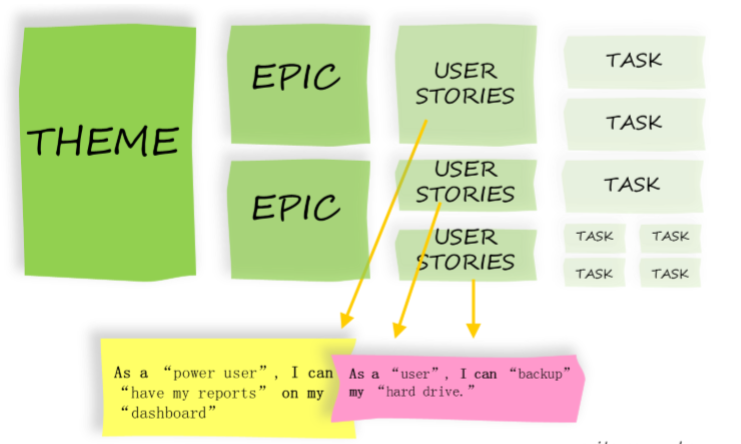 THEME
EPIC
EPIC
USER
STORIES
USER
STORIES
USER
STORIES
TASK
TASK
TASK
TASK TASK
TASK TASK
As a “power user”, I can
“have my reports” on my
“dashboard”
As a “user”, I can “backup”
my “hard drive.”